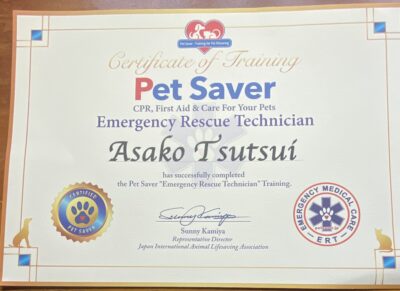 Certificate of Training
Pet Saver
CPR, First Aid & Care For Your Pets
Emergency Rescue Technician
Asako Tsutsui
has successfully completed
the Pet Saver "Emergency Rescue Technician" Training.
Sunny Kamiya
Representative Director
Japan International Animal Lifesaving Association
CERTIFIED
PET SAVER
EMERGENCY MEDICAL CARE
E.R.T.